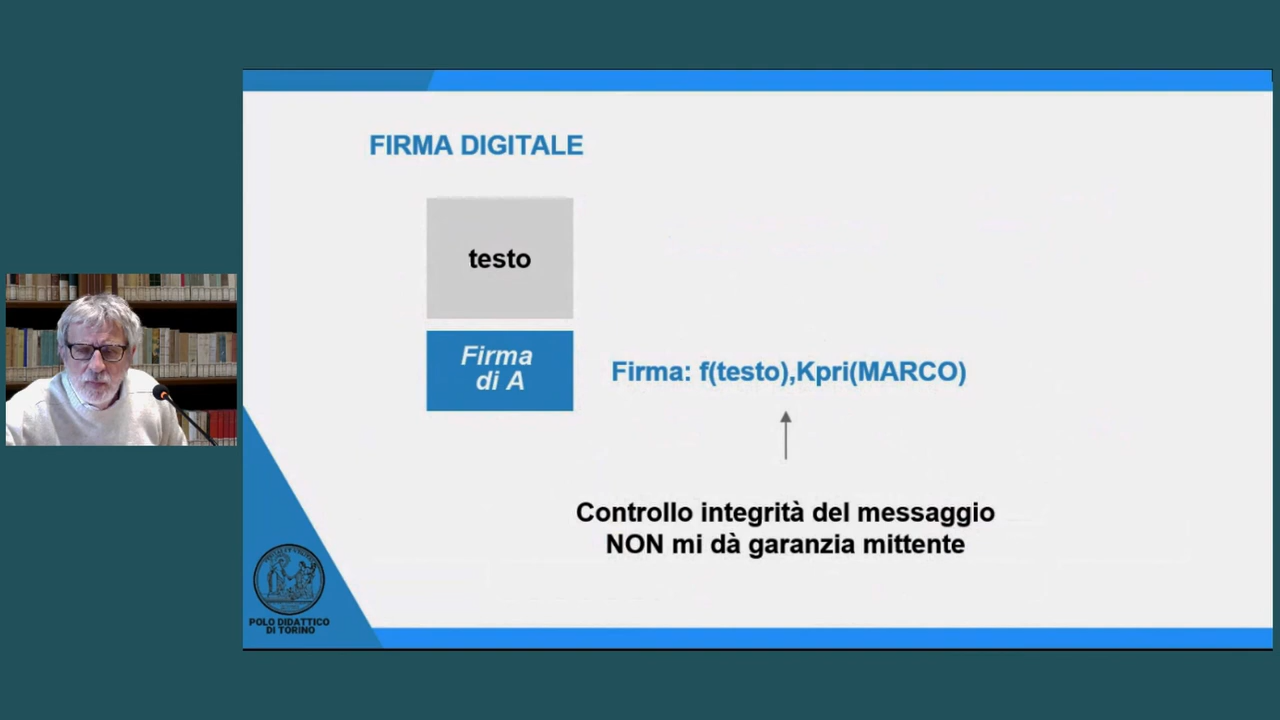 FIRMA DIGITALE
testo
Firma
di A
Firma: f(testo),Kpri(MARCO)
Controllo integrità del messaggio
NON mi dà garanzia mittente
POLO DIDATTICO
DI TORINO